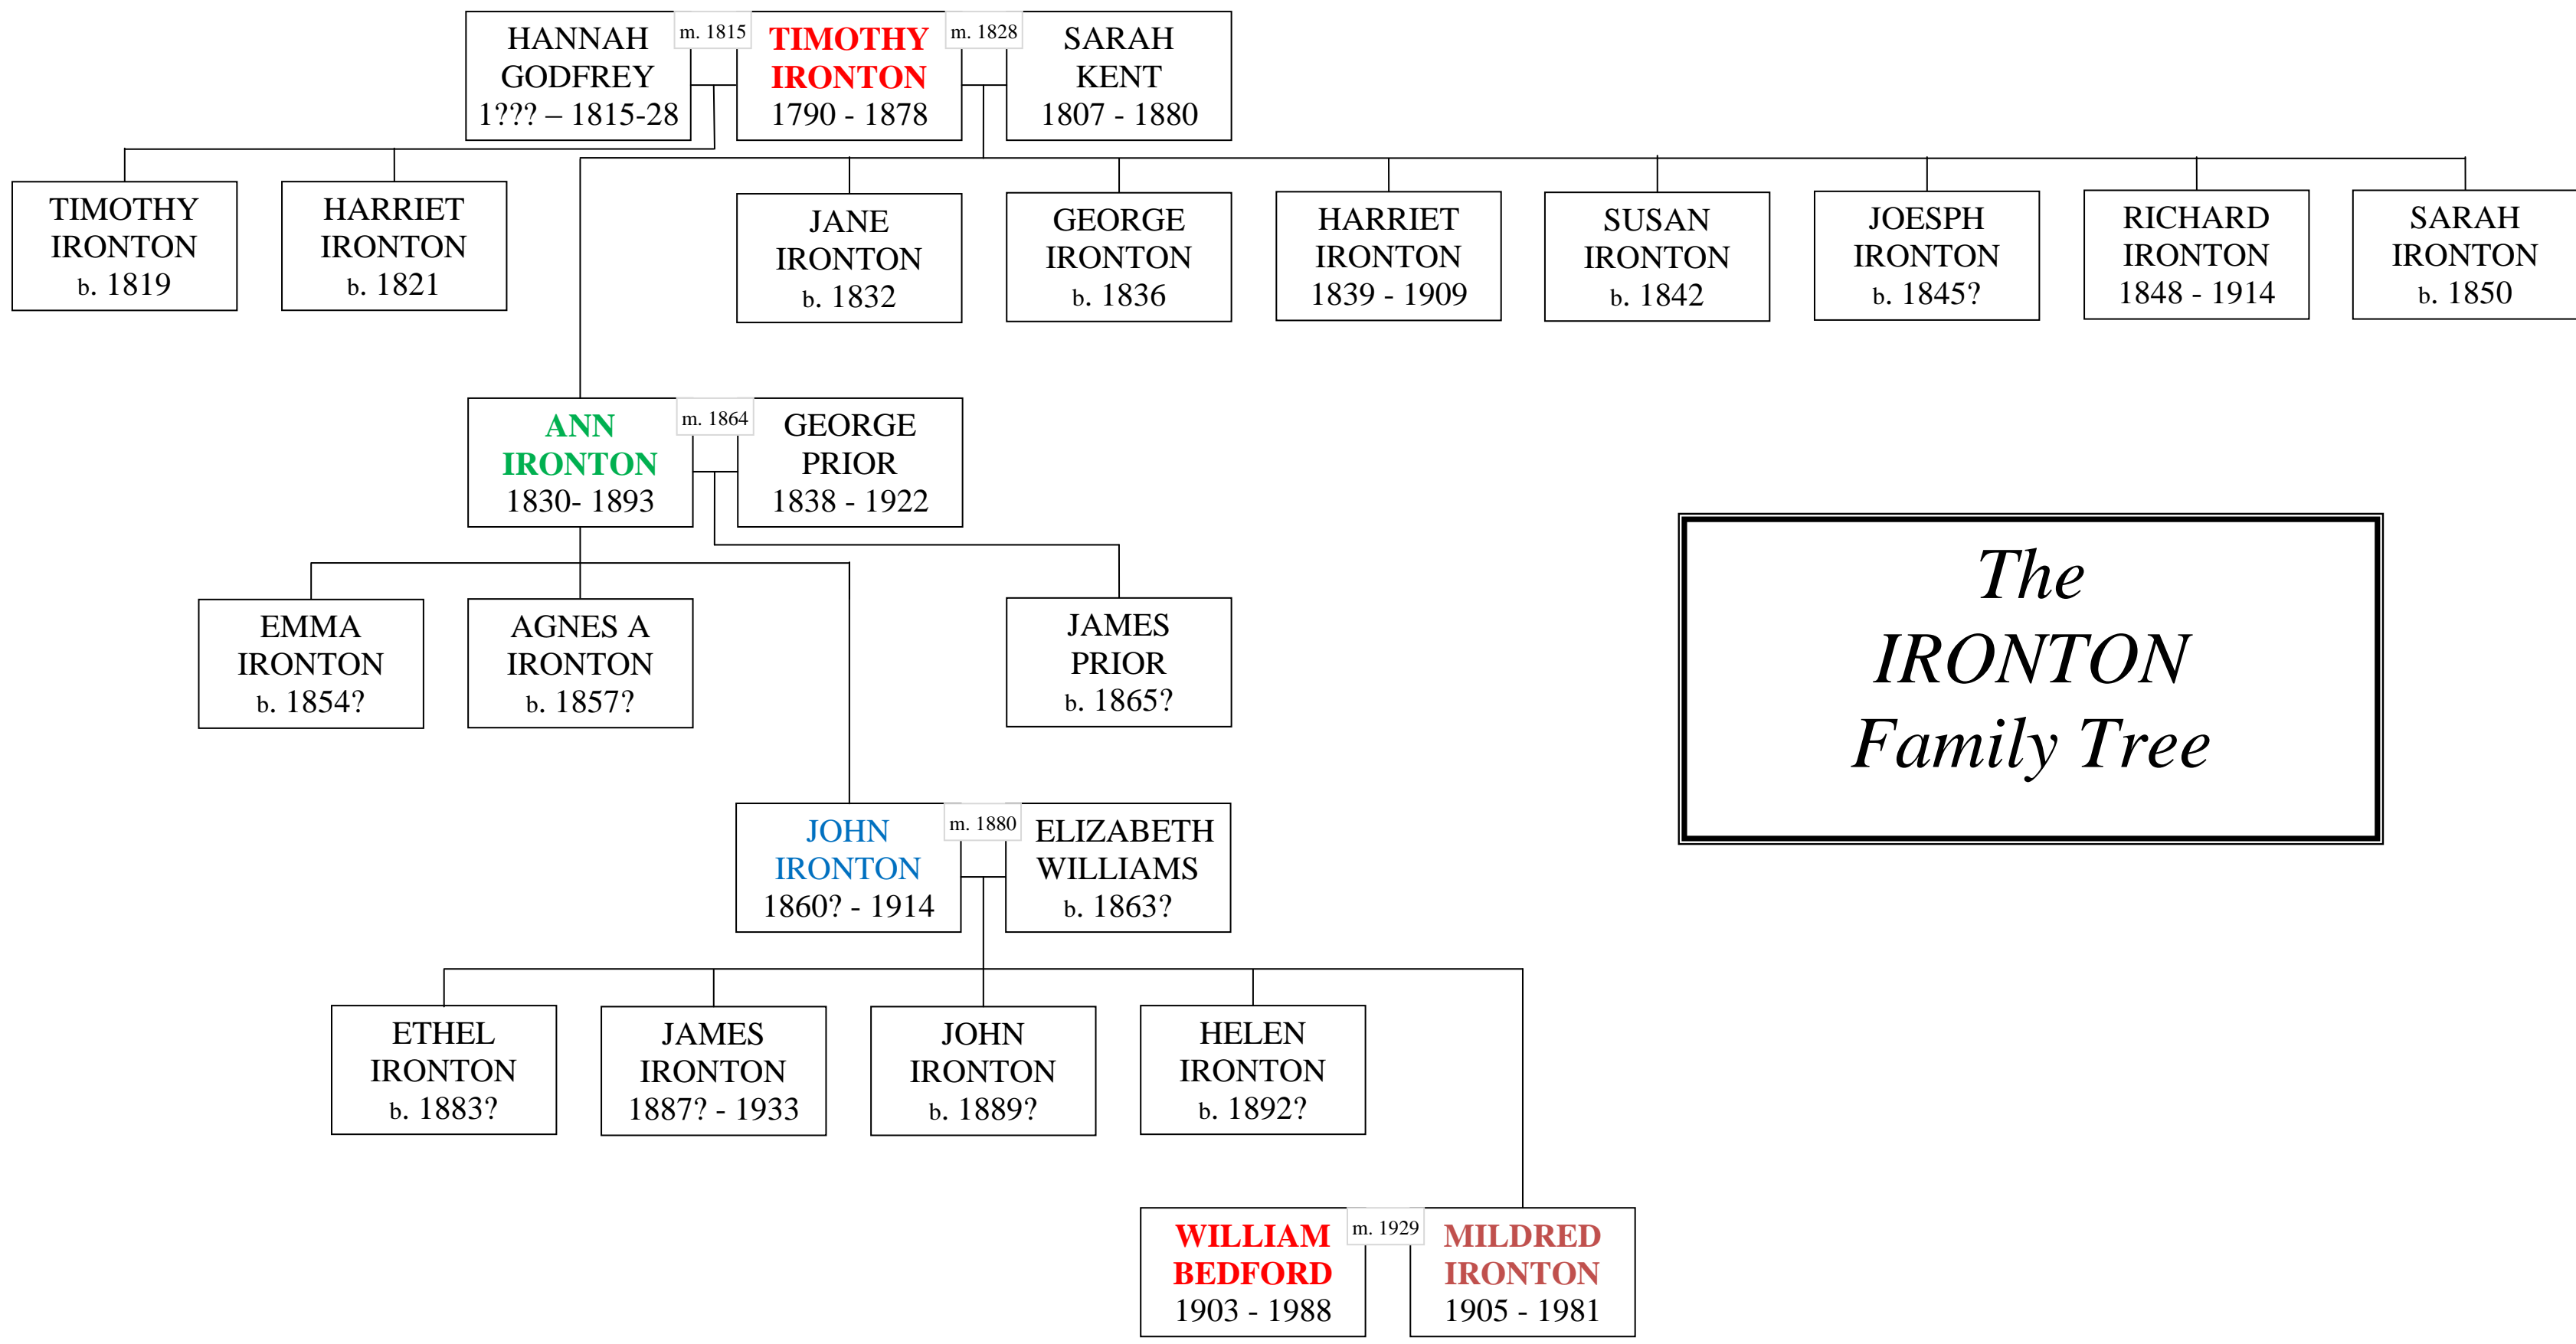 HANNAH
GODFREY
1??? – 1815-28
m. 1815
TIMOTHY
IRONTON
1790 - 1878
m. 1828
SARAH
KENT
1807 - 1880
TIMOTHY
IRONTON
b. 1819
HARRIET
IRONTON
b. 1821
JANE
IRONTON
b. 1832
GEORGE
IRONTON
b. 1836
HARRIET
IRONTON
1839 - 1909
SUSAN
IRONTON
b. 1842
JOESPH
IRONTON
b. 1845?
RICHARD
IRONTON
1848 - 1914
SARAH
IRONTON
b. 1850
ANN
IRONTON
1830- 1893
m. 1864
GEORGE
PRIOR
1838 - 1922
The
IRONTON
Family Tree
EMMA
IRONTON
b. 1854?
AGNES A
IRONTON
b. 1857?
JAMES
PRIOR
b. 1865?
JOHN
IRONTON
1860? - 1914
m. 1880
ELIZABETH
WILLIAMS
b. 1863?
ETHEL
IRONTON
b. 1883?
JAMES
IRONTON
1887? - 1933
JOHN
IRONTON
b. 1889?
HELEN
IRONTON
b. 1892?
WILLIAM
BEDFORD
1903 - 1988
m. 1929
MILDRED
IRONTON
1905 - 1981